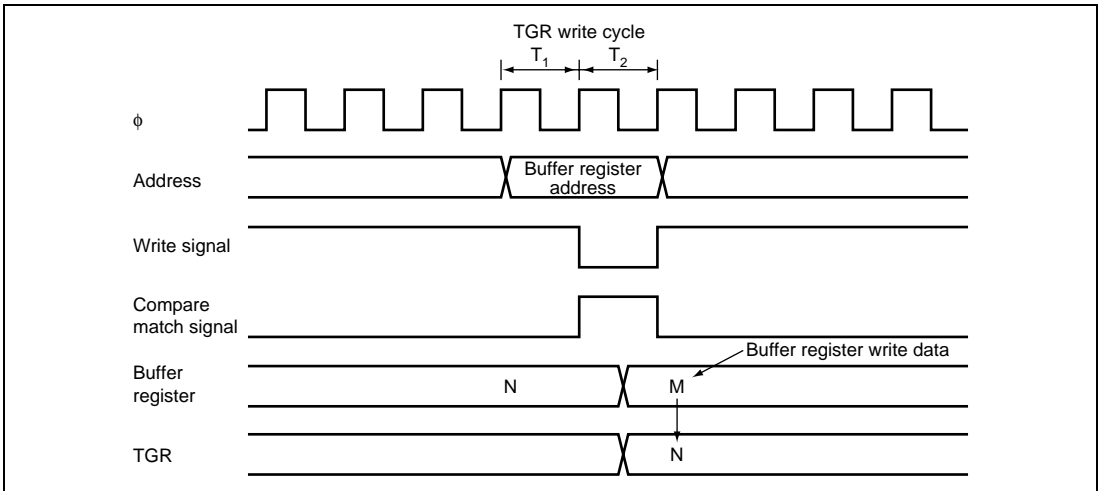 TGR write cycle
T1 T2
ϕ
Address
Buffer register
address
Write signal
Compare
match signal
Buffer register write data
Buffer
register
N M
TGR
N